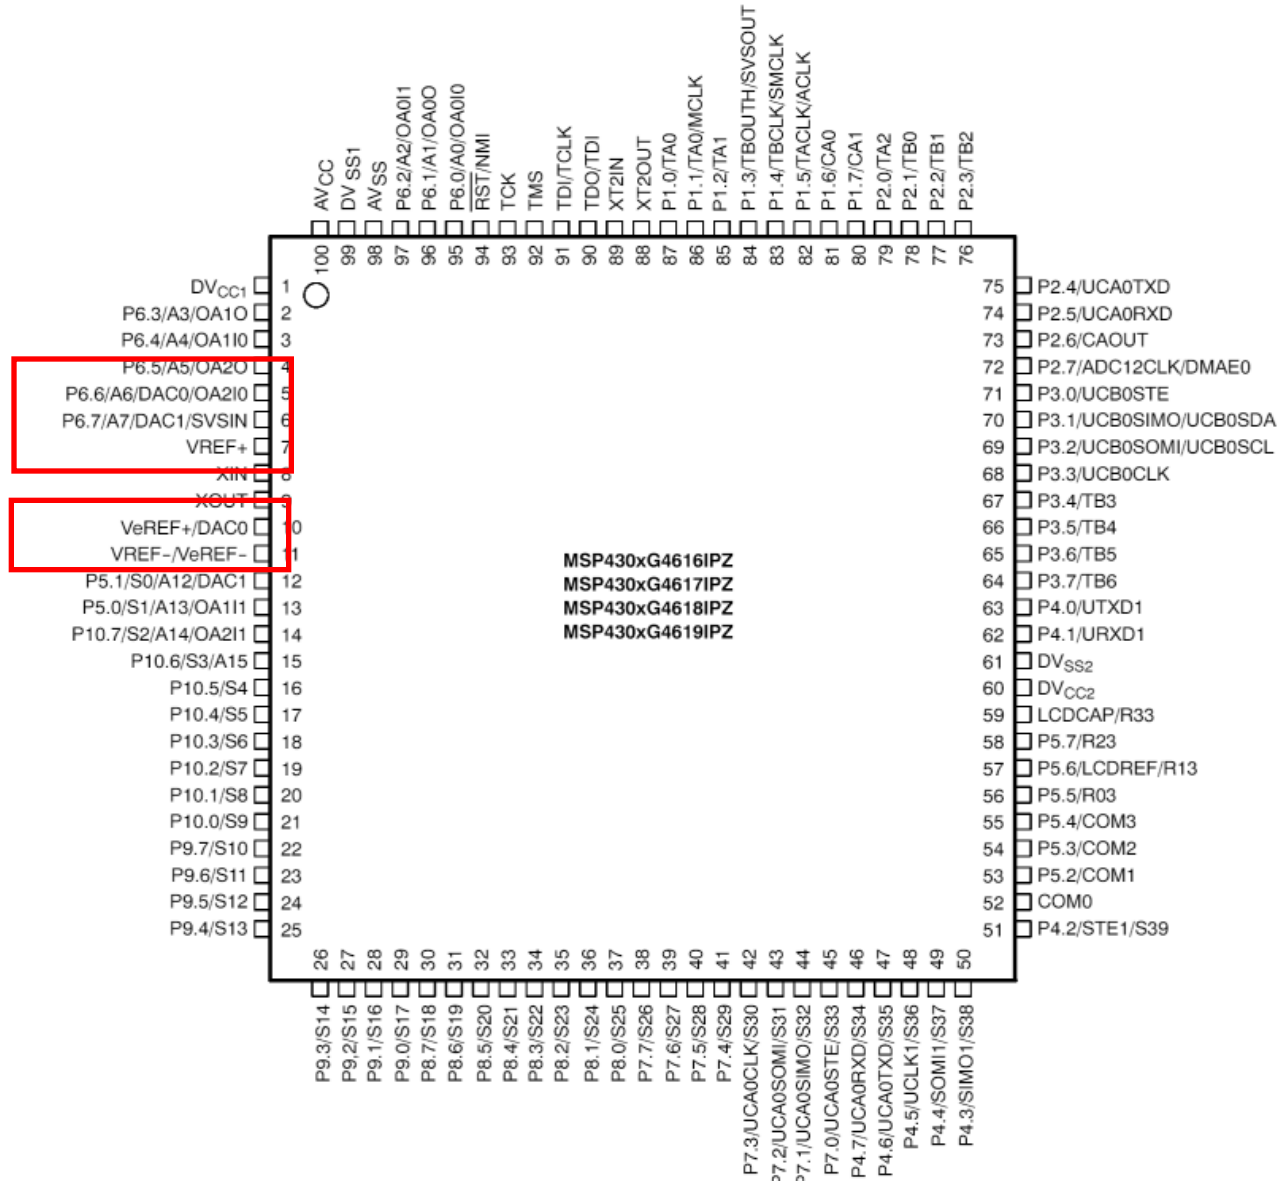 AVCC
DVSS1
AVSS
P6.2/A2/OA0I1
P6.1/A1/OA0O
P6.0/A0/OA0I0
RST/NMI
TCK
TMS
TDI/TCLK
TDO/TDI
XT2IN
XT2OUT
P1.0/TA0
P1.1/TA0/MCLK
P1.2/TA1
P1.3/TBOUTH/SVSOUT
P1.4/TBCLK/SMCLK
P1.5/TACLK/ACLK
P1.6/CA0
P1.7/CA1
P2.0/TA2
P2.1/TB0
P2.2/TB1
P2.3/TB2
100 99 98 97 96 95 94 93 92 91 90 89 88 87 86 85 84 83 82 81 80 79 78 77 76
DVCC1 1
P6.3/A3/OA1O 2
P6.4/A4/OA1I0 3
P6.5/A5/OA2O 4
P6.6/A6/DAC0/OA2I0 5
P6.7/A7/DAC1/SVSIN 6
VREF+ 7
XIN 8
XOUT 9
VeREF+/DAC0 10
VREF−/VeREF− 11
P5.1/S0/A12/DAC1 12
P5.0/S1/A13/OA1I1 13
P10.7/S2/A14/OA2I1 14
P10.6/S3/A15 15
P10.5/S4 16
P10.4/S5 17
P10.3/S6 18
P10.2/S7 19
P10.1/S8 20
P10.0/S9 21
P9.7/S10 22
P9.6/S11 23
P9.5/S12 24
P9.4/S13 25
MSP430xG4616IPZ
MSP430xG4617IPZ
MSP430xG4618IPZ
MSP430xG4619IPZ
75 P2.4/UCA0TXD
74 P2.5/UCA0RXD
73 P2.6/CAOUT
72 P2.7/ADC12CLK/DMAE0
71 P3.0/UCB0STE
70 P3.1/UCB0SIMO/UCB0SDA
69 P3.2/UCB0SOMI/UCB0SCL
68 P3.3/UCB0CLK
67 P3.4/TB3
66 P3.5/TB4
65 P3.6/TB5
64 P3.7/TB6
63 P4.0/UTXD1
62 P4.1/URXD1
61 DVSS2
60 DVCC2
59 LCDCAP/R33
58 P5.7/R23
57 P5.6/LCDREF/R13
56 P5.5/R03
55 P5.4/COM3
54 P5.3/COM2
53 P5.2/COM1
52 COM0
51 P4.2/STE1/S39
26 27 28 29 30 31 32 33 34 35 36 37 38 39 40 41 42 43 44 45 46 47 48 49 50
P9.3/S14
P9,2/S15
P9.1/S16
P9.0/S17
P8.7/S18
P8.6/S19
P8.5/S20
P8.4/S21
P8.3/S22
P8.2/S23
P8.1/S24
P8.0/S25
P7.7/S26
P7.6/S27
P7.5/S28
P7.4/S29
P7.3/UCA0CLK/S30
P7.2/UCA0SOMI/S31
P7.1/UCA0SIMO/S32
P7.0/UCA0STE/S33
P4.7/UCA0RXD/S34
P4.6/UCA0TXD/S35
P4.5/UCLK1/S36
P4.4/SOMI1/S37
P4.3/SIMO1/S38